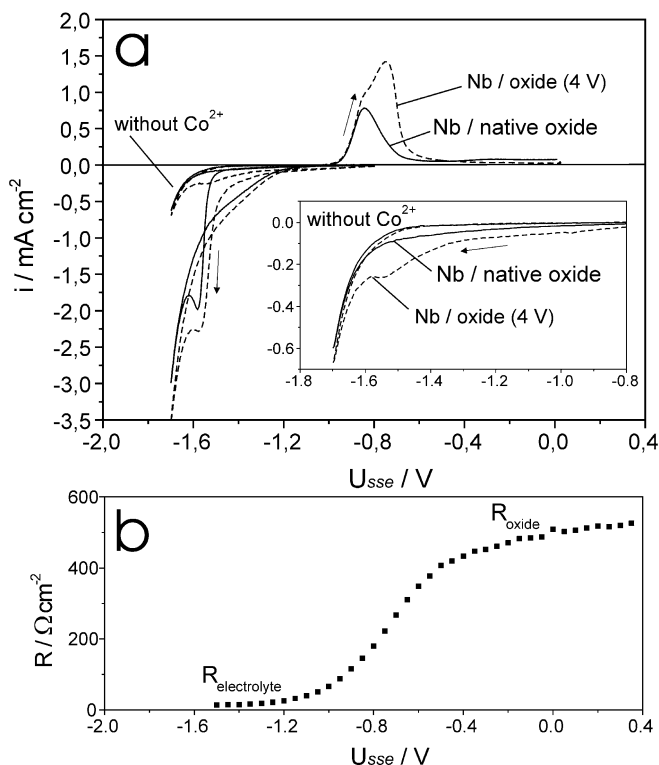 a
2,0
1,5
1,0
0,5
0,0
-0,5
-1,0
-1,5
-2,0
-2,5
-3,0
-3,5
i / mA cm-2
without Co2+
Nb / oxide (4 V)
Nb / native oxide
without Co2+
0.0
-0.2
-0.4
-0.6
Nb / native oxide
Nb / oxide (4 V)
-1.8 -1.6 -1.4 -1.2 -1.0 -0.8
-2,0 -1,6 -1,2 -0,8 -0,4 0,0 0,4
Usse / V
b
600
400
200
0
R / Ωcm-2
Roxide
Relectrolyte
-2.0 -1.6 -1.2 -0.8 -0.4 0.0 0.4
Usse / V